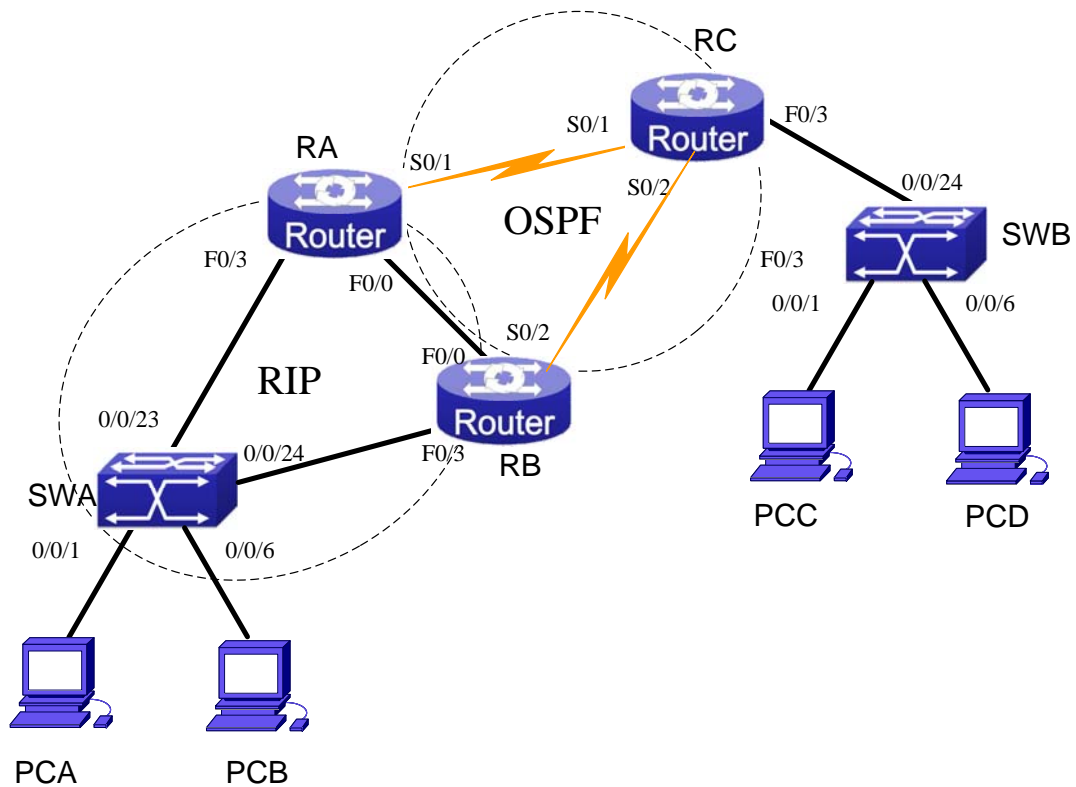 RC
F0/3
S0/1
Router
RA
S0/1
S0/2
0/0/24
OSPF
SWB
Router
F0/3
F0/3
F0/0
0/0/1
0/0/6
S0/2
F0/0
RIP
Router
0/0/23
0/0/24
F0/3
RB
SWA
PCC
PCD
0/0/1
0/0/6
PCA
PCB